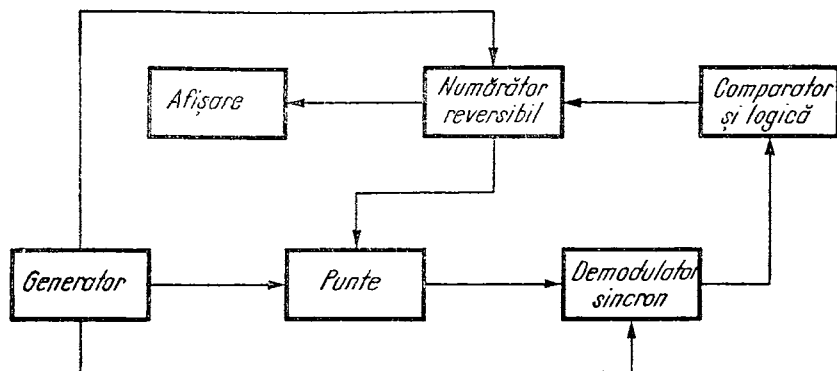 Afișare
Numărător
reversibil
Comparator
și logică
Generator
Punte
Demodulator
sincron